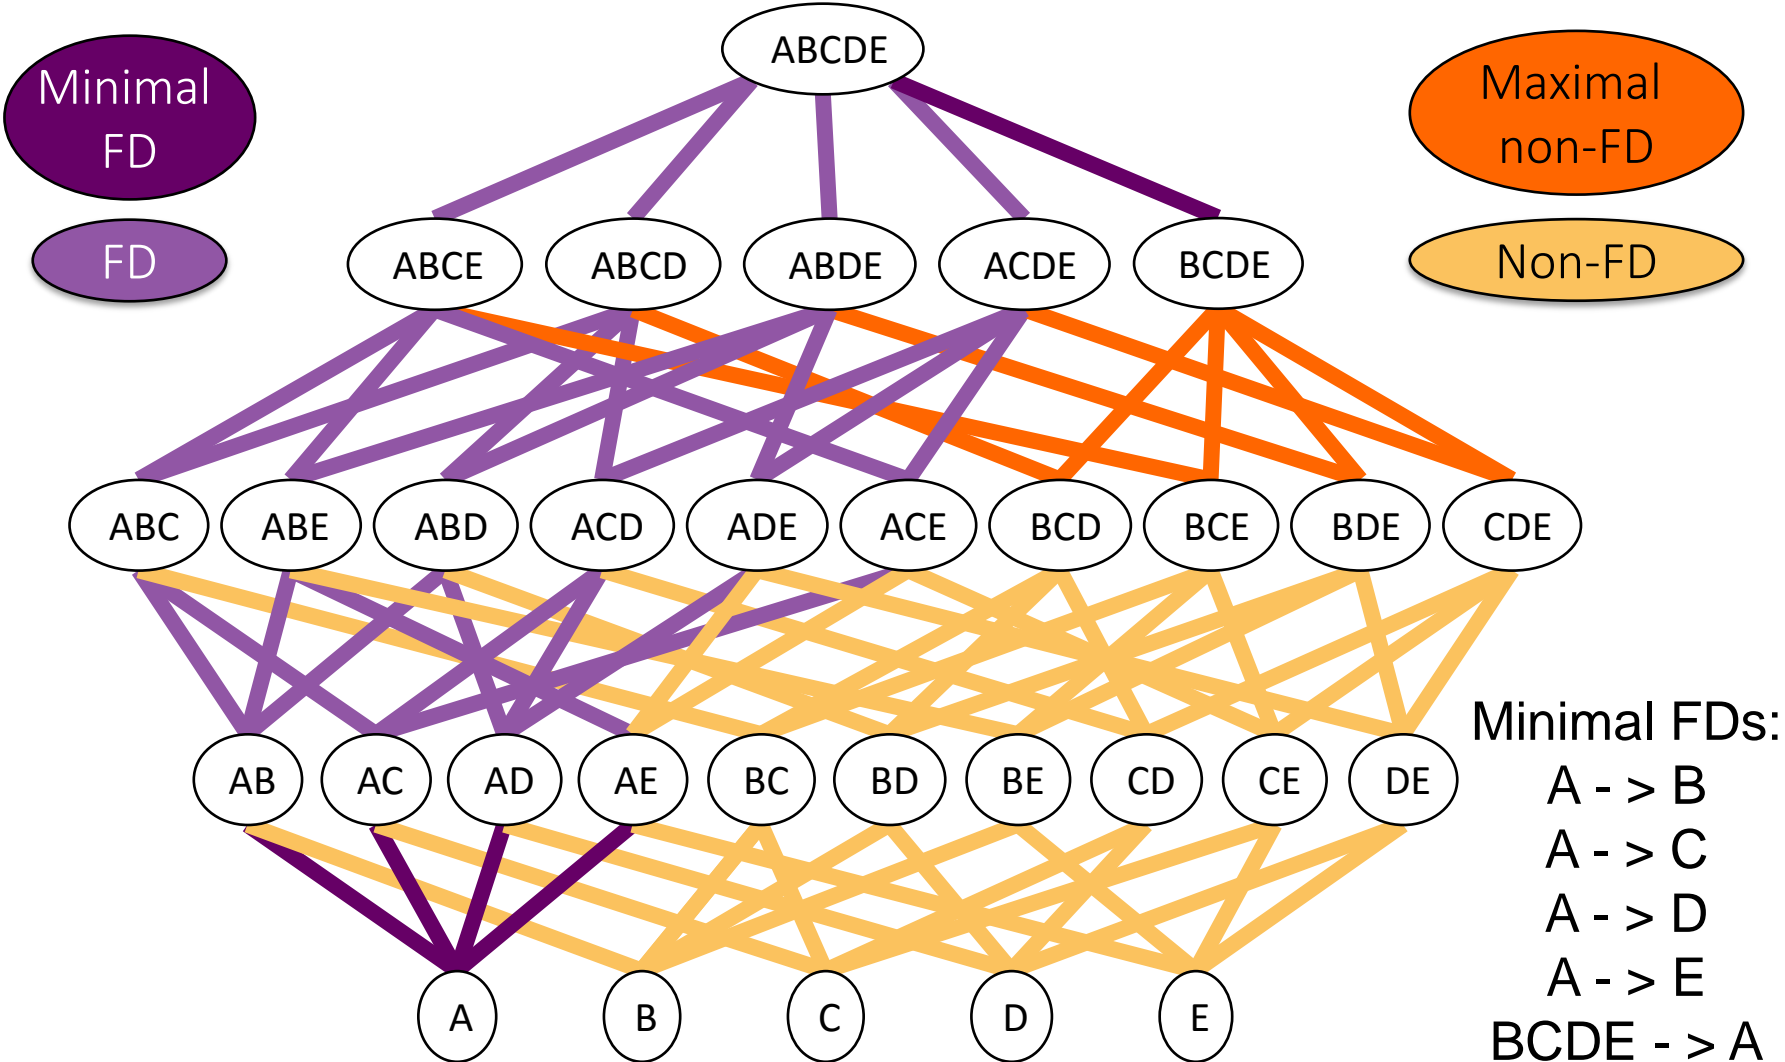 ABCDE
Minimal
FD
FD
Maximal
non-FD
Non-FD
ABCE ABCD ABDE ACDE BCDE
ABC ABE ABD ACD ADE ACE BCD BCE BDE CDE
AB AC AD AE BC BD BE CD CE DE
A B C D E
Minimal FDs:
A - > B
A - > C
A - > D
A - > E
BCDE - > A